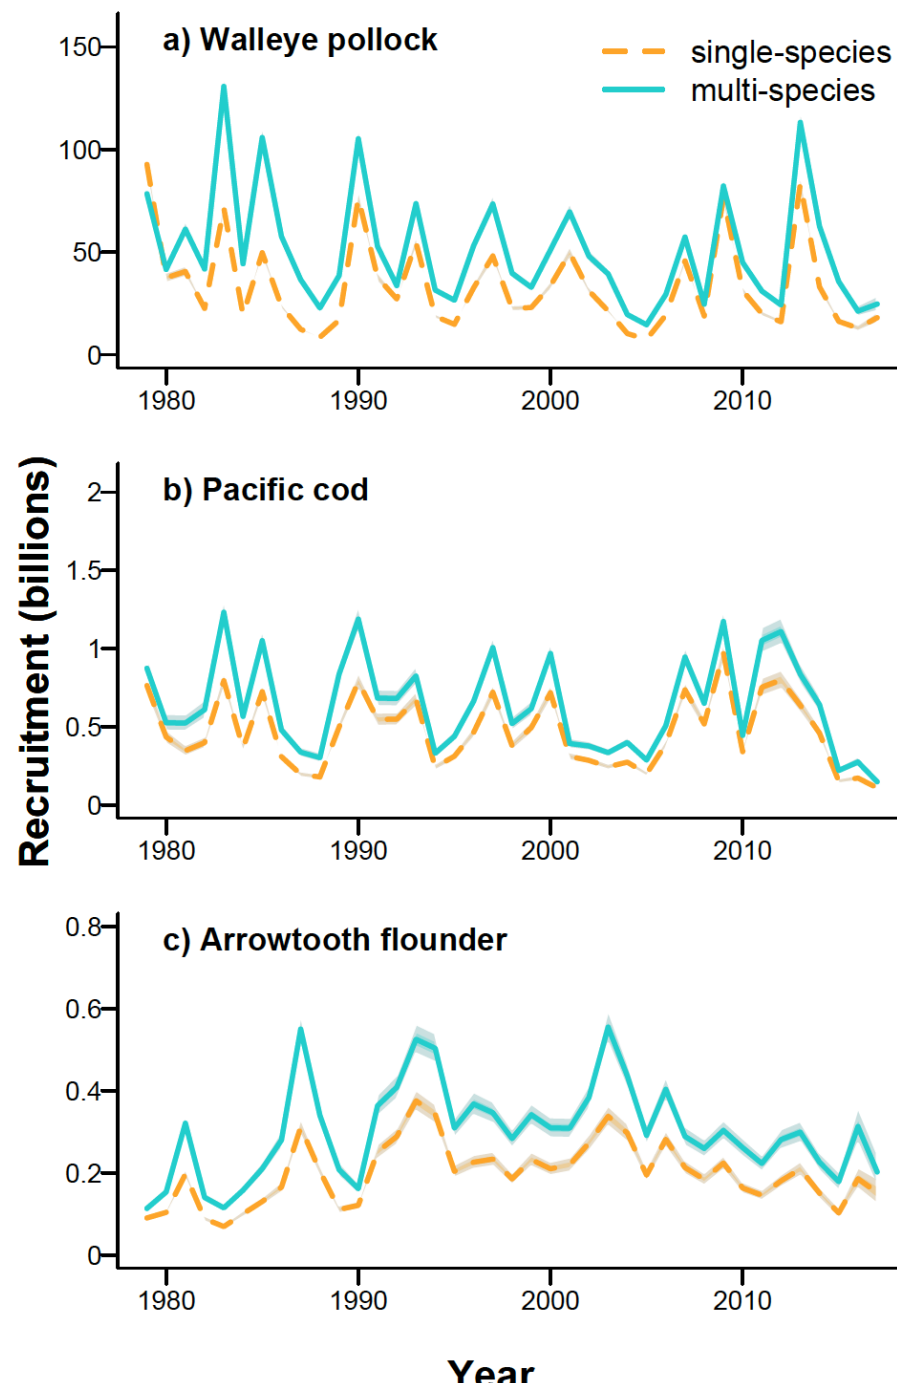 a) Walleye pollock
single-species
multi-species
150
100
50
0
1980 1990 2000 2010
Recruitment (billions)
b) Pacific cod
2
1.5
1
0.5
0
1980 1990 2000 2010
c) Arrowtooth flounder
0.8
0.6
0.4
0.2
0
1980 1990 2000 2010
Year